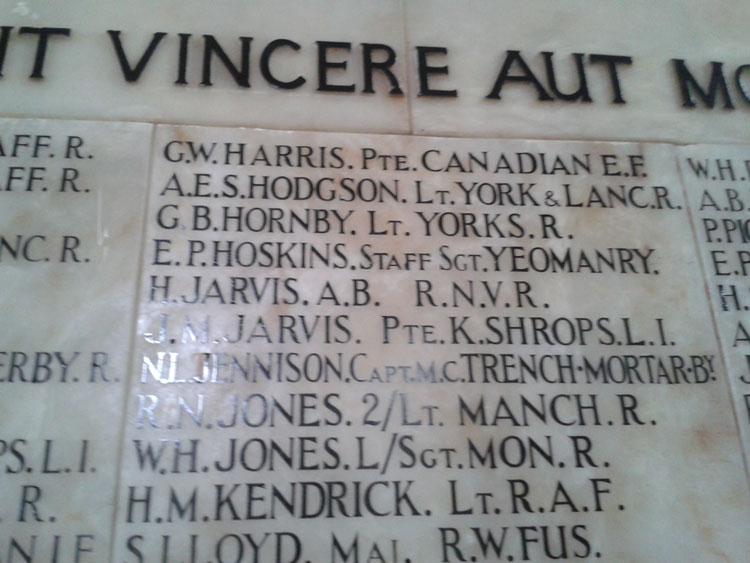 VINCERE AUT
AFF. R.
FF. R.
NC. R.
ERBY. R.
PS. L. I.
R.
G.W. HARRIS. PTE. CANADIAN E.F.
A.E.S. HODGSON. LT. YORK & LANC.R.
G.B. HORNBY. LT. YORKS. R.
E.P. HOSKINS. STAFF SGT. YEOMANRY.
H. JARVIS. A.B. R.N.V.R.
J.M. JARVIS. PTE. K. SHROPS. L.I.
N.L. JENNISON. CAPT. M.C. TRENCH·MORTAR·BY.
R.N. JONES. 2/LT. MANCH. R.
W.H. JONES. L/SGT. MON. R.
H.M. KENDRICK. LT. R.A.F.
S.I. LLOYD. MAJ. R.W. FUS.
W.H.
A.B.
E.P
H.